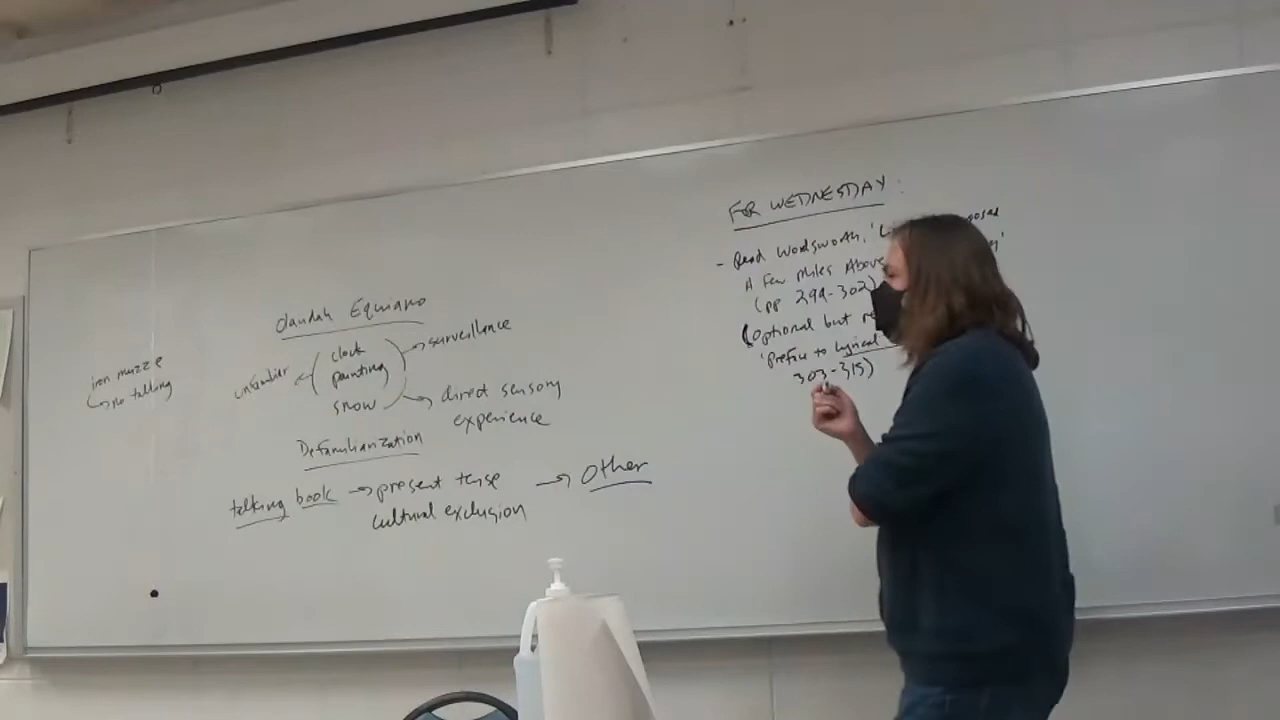 FOR WEDNESDAY:
- Read Wordsworth, '
A Few Miles Above
(pp 299-302)
(optional but
'Preface to Lyrical
303-315)
Olaudah Equiano
clock
painting
snow
unfamiliar
surveillance
direct sensory
experience
iron muzzle
no talking
Defamiliarization
talking book → present tense → Other
cultural exclusion